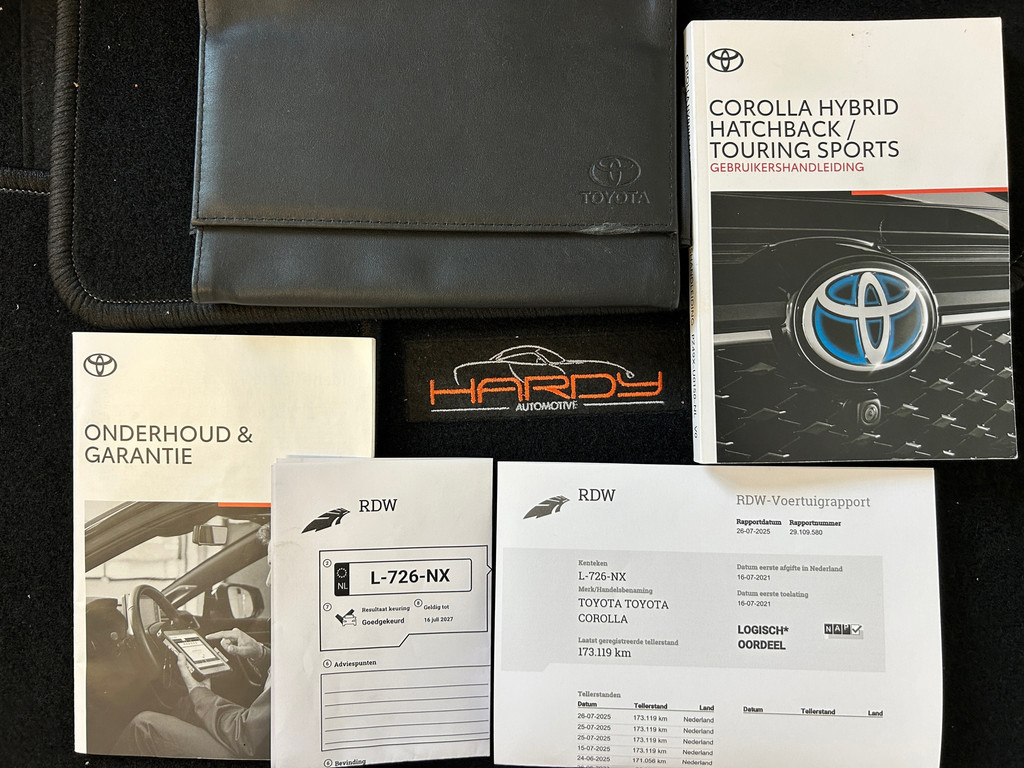 TOYOTA
COROLLA HYBRID
HATCHBACK /
TOURING SPORTS
GEBRUIKERSHANDLEIDING
HARDY
AUTOMOTIVE
ONDERHOUD &
GARANTIE
RDW
2
NL
L-726-NX
7
Resultaat keuring
Goedgekeurd
8
Geldig tot
16 juli 2027
6 Adviespunten
6 Bevinding
RDW
RDW-Voertuigrapport
Rapportdatum Rapportnummer
26-07-2025 29.109.580
Kenteken
L-726-NX
Merk/Handelsbenaming
TOYOTA TOYOTA
COROLLA
Laatst geregistreerde tellerstand
173.119 km
Datum eerste afgifte in Nederland
16-07-2021
Datum eerste toelating
16-07-2021
LOGISCH*
OORDEEL
NAP
Tellerstanden
Datum Tellerstand Land
26-07-2025 173.119 km Nederland
25-07-2025 173.119 km Nederland
25-07-2025 173.119 km Nederland
15-07-2025 173.119 km Nederland
24-06-2025 171.056 km Nederland
Datum Tellerstand Land